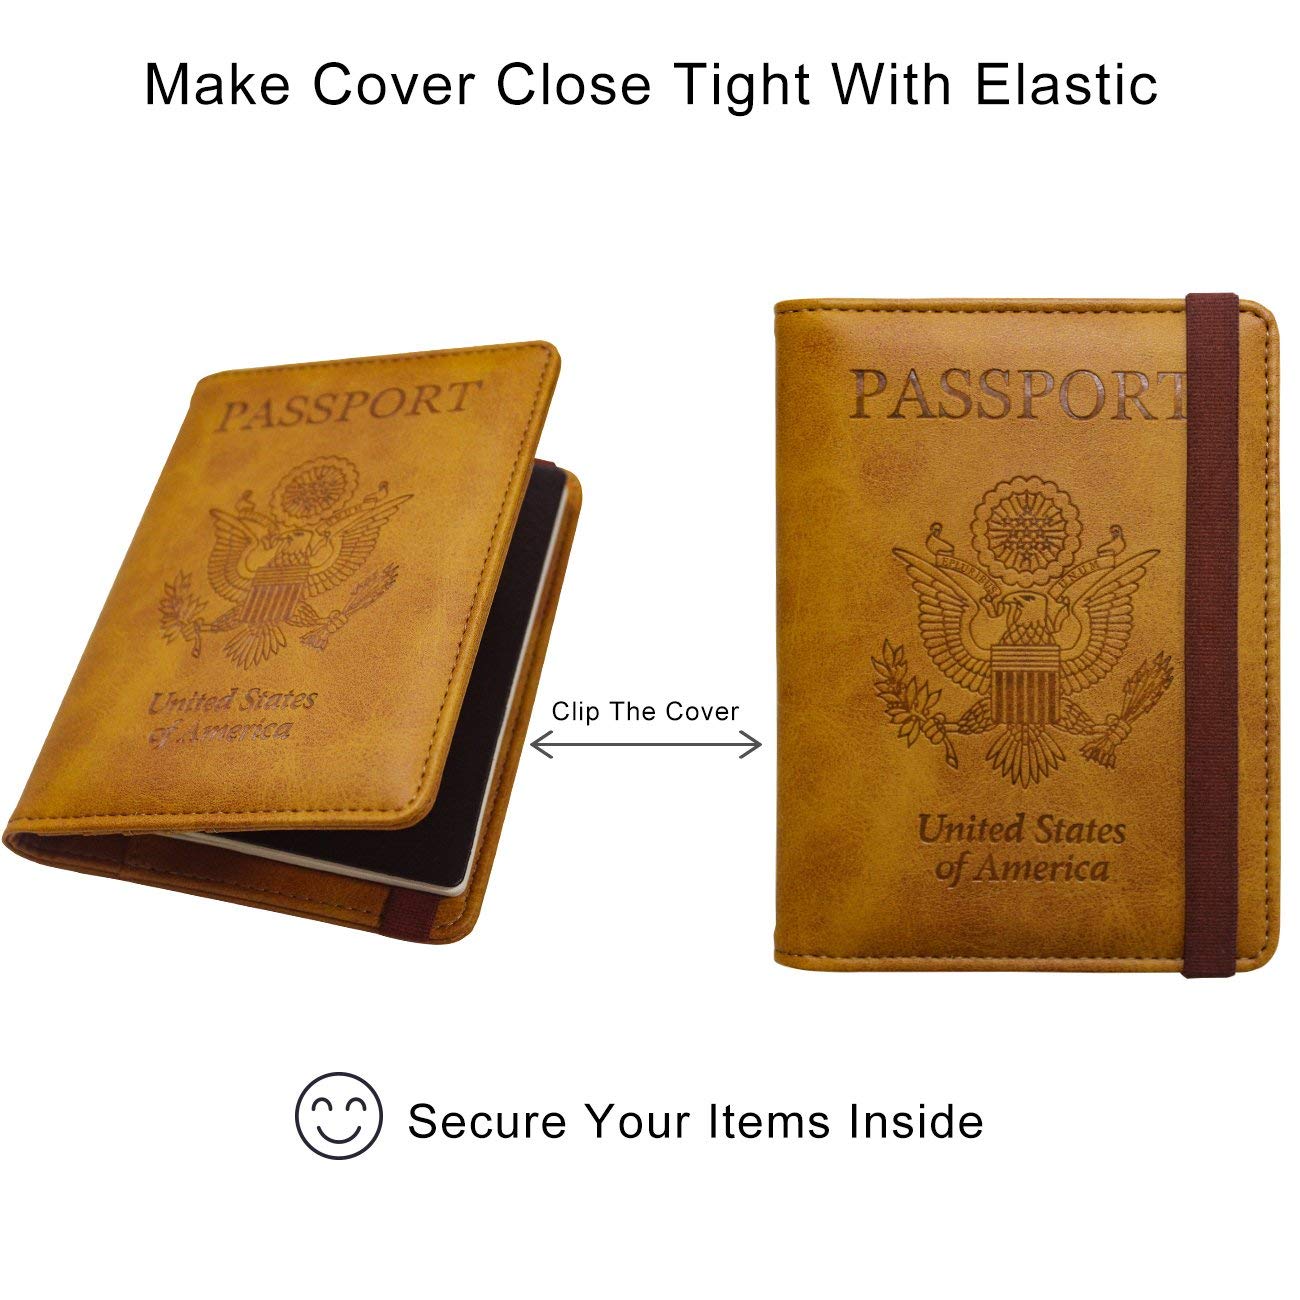 Make Cover Close Tight With Elastic
PASSPORT
United States
of America
Clip The Cover
PASSPORT
United States
of America
Secure Your Items Inside